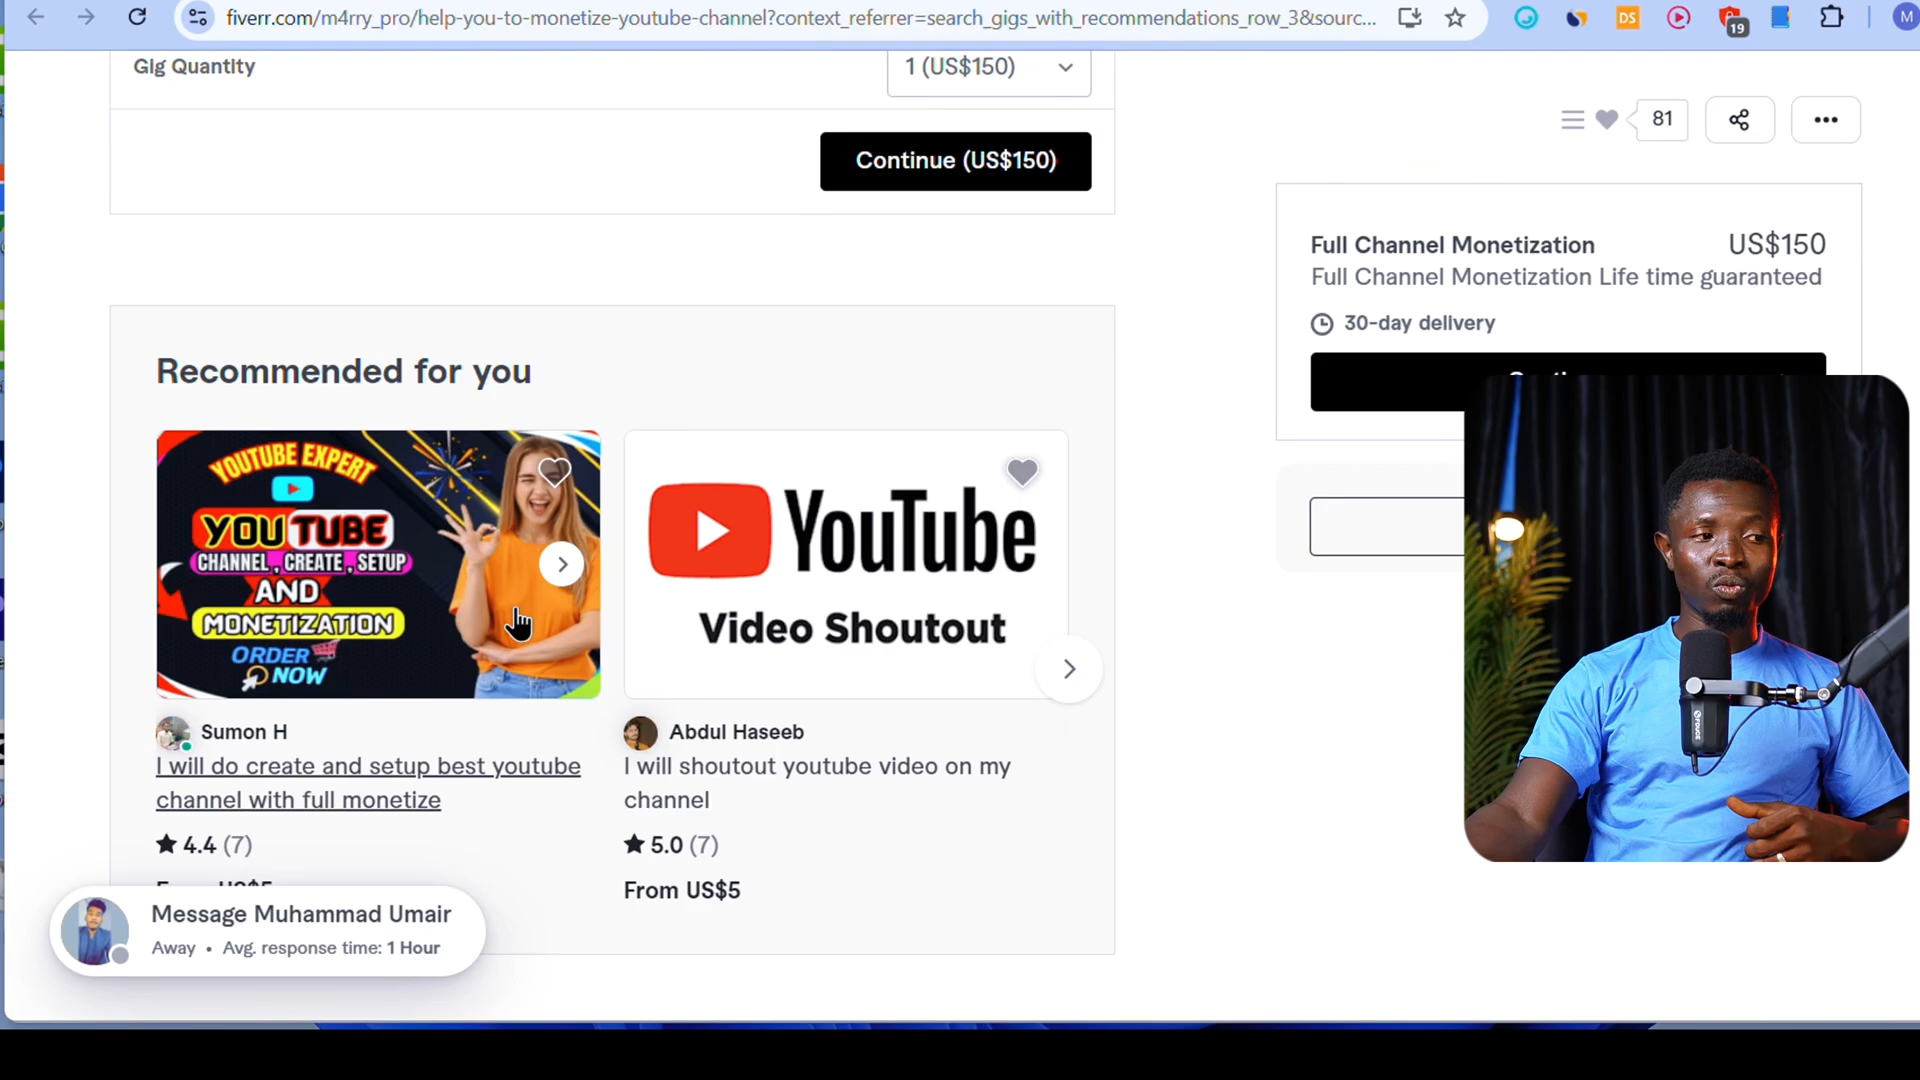 fiverr.com/m4rry_pro/help-you-to-monetize-youtube-channel?context_referrer=search_gigs_with_recommendations_row_3&sourc...
DS
19
M
Gig Quantity
1 (US$150)
Continue (US$150)
81
Full Channel Monetization
US$150
Full Channel Monetization Life time guaranteed
30-day delivery
Recommended for you
YOUTUBE EXPERT
YOUTUBE
CHANNEL, CREATE, SETUP
AND
MONETIZATION
ORDER
NOW
YouTube
Video Shoutout
Sumon H
I will do create and setup best youtube
channel with full monetize
4.4 (7)
Abdul Haseeb
I will shoutout youtube video on my
channel
5.0 (7)
From US$5
Message Muhammad Umair
Away • Avg. response time: 1 Hour